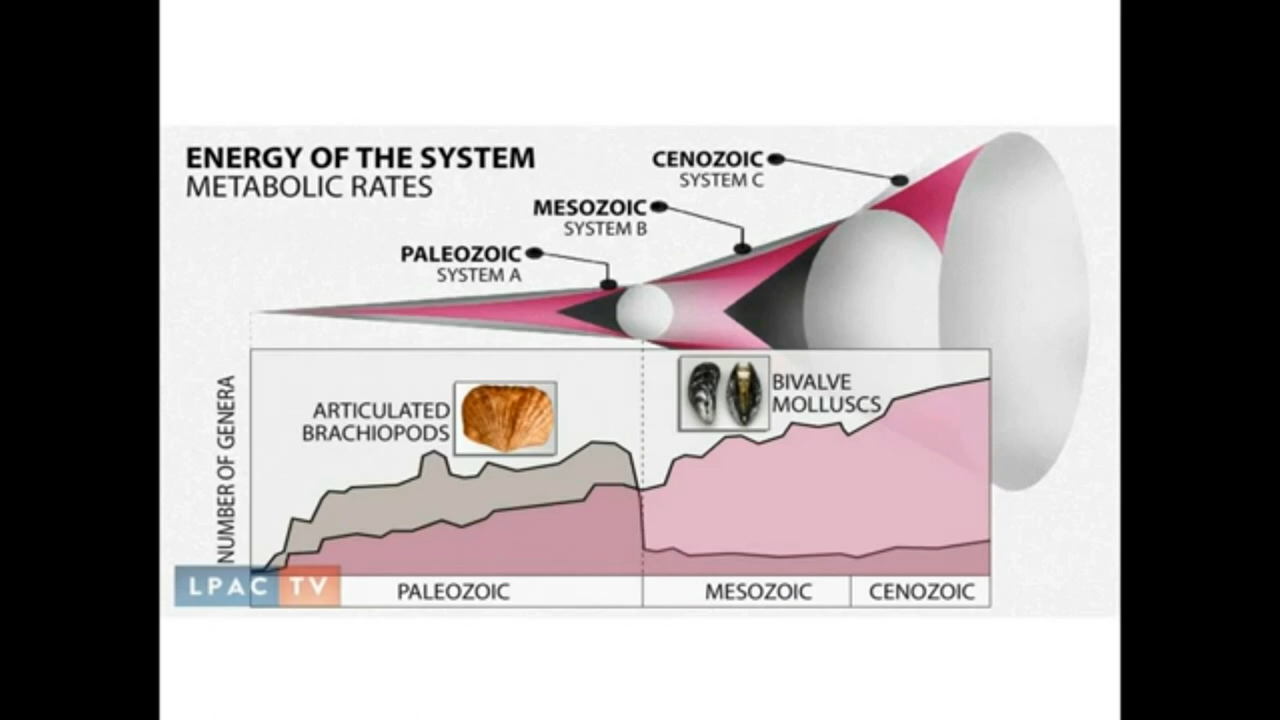 ENERGY OF THE SYSTEM
METABOLIC RATES
CENOZOIC
SYSTEM C
MESOZOIC
SYSTEM B
PALEOZOIC
SYSTEM A
NUMBER OF GENERA
ARTICULATED
BRACHIOPODS
BIVALVE
MOLLUSCS
LPAC TV
PALEOZOIC
MESOZOIC
CENOZOIC